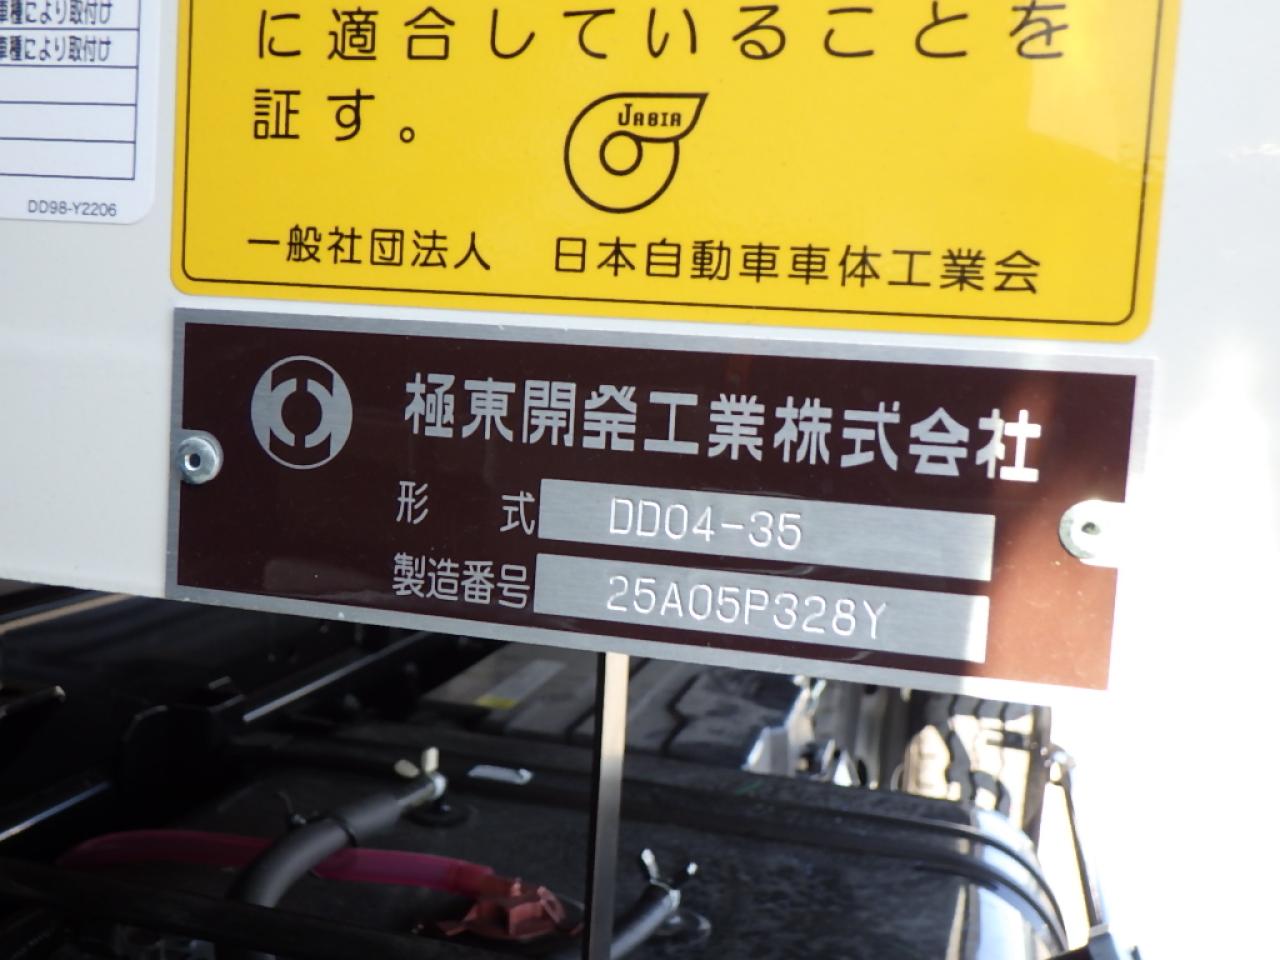 車種により取付け
車種により取付け
DD98-Y2206
に適合していることを
証す。
JABIA
一般社団法人 日本自動車車体工業会
極東開発工業株式会社
形 式 DD04-35
製造番号 25A05P328Y